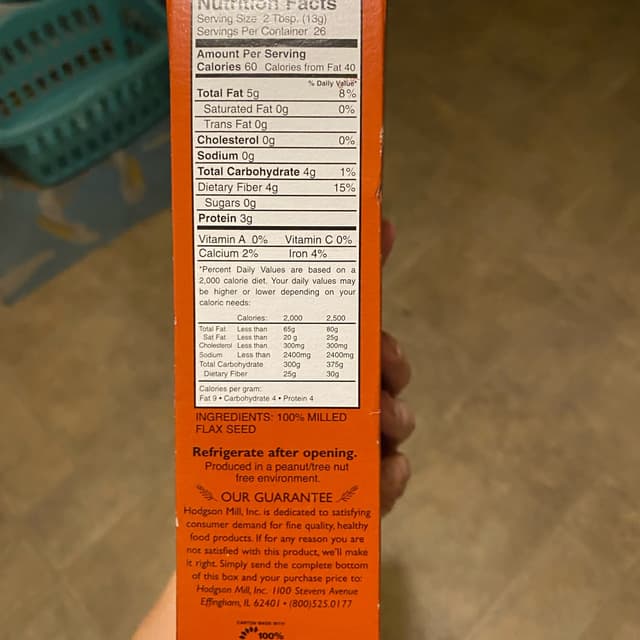 Nutrition Facts
Serving Size 2 Tbsp. (13g)
Servings Per Container 26
Amount Per Serving
Calories 60 Calories from Fat 40
% Daily Value*
Total Fat 5g 8%
Saturated Fat 0g 0%
Trans Fat 0g
Cholesterol 0g 0%
Sodium 0g
Total Carbohydrate 4g 1%
Dietary Fiber 4g 15%
Sugars 0g
Protein 3g
Vitamin A 0% Vitamin C 0%
Calcium 2% Iron 4%
*Percent Daily Values are based on a
2,000 calorie diet. Your daily values may
be higher or lower depending on your
caloric needs:
Calories: 2,000 2,500
Total Fat Less than 65g 80g
Sat Fat Less than 20 g 25g
Cholesterol Less than 300mg 300mg
Sodium Less than 2400mg 2400mg
Total Carbohydrate 300g 375g
Dietary Fiber 25g 30g
Calories per gram:
Fat 9 • Carbohydrate 4 • Protein 4
INGREDIENTS: 100% MILLED
FLAX SEED
Refrigerate after opening.
Produced in a peanut/tree nut
free environment.
OUR GUARANTEE
Hodgson Mill, Inc. is dedicated to satisfying
consumer demand for fine quality, healthy
food products. If for any reason you are
not satisfied with this product, we'll make
it right. Simply send the complete bottom
of this box and your purchase price to:
Hodgson Mill, Inc. 1100 Stevens Avenue
Effingham, IL 62401 • (800)525.0177
CARTON MADE WITH
100%